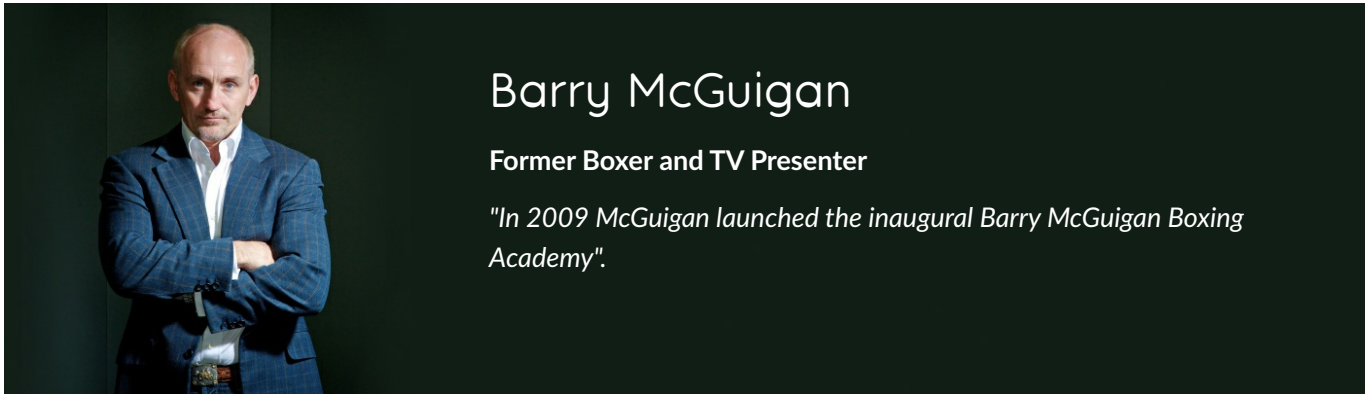 Barry McGuigan
Former Boxer and TV Presenter
"In 2009 McGuigan launched the inaugural Barry McGuigan Boxing
Academy".